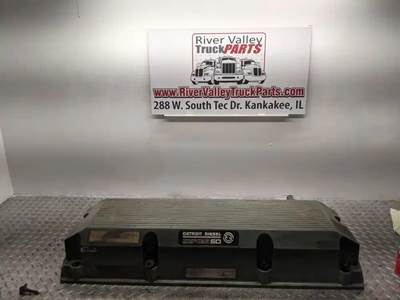 River Valley
TruckPARTS
www.RiverValleyTruckParts.com
288 W. South Tec Dr. Kankakee, IL
DETROIT DIESEL
SERIES 60